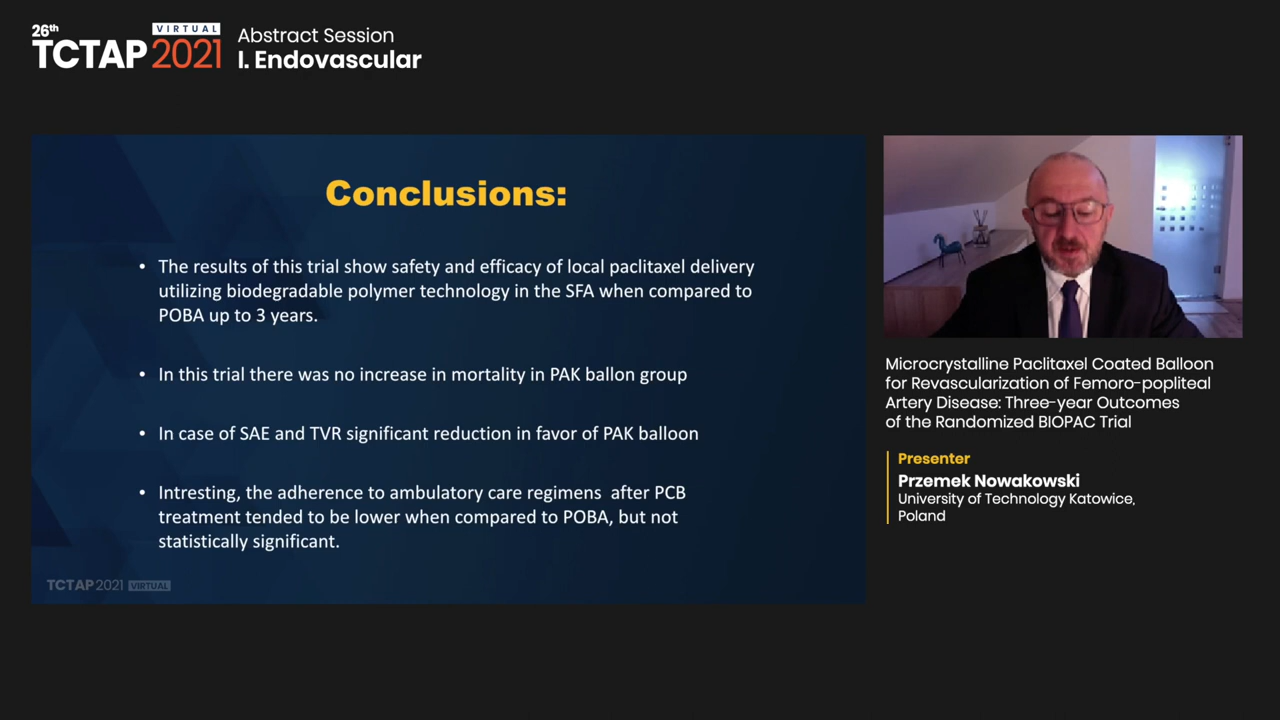 26th
TCTAP VIRTUAL 2021
Abstract Session
I. Endovascular
Conclusions:
• The results of this trial show safety and efficacy of local paclitaxel delivery
utilizing biodegradable polymer technology in the SFA when compared to
POBA up to 3 years.
• In this trial there was no increase in mortality in PAK ballon group
• In case of SAE and TVR significant reduction in favor of PAK balloon
• Intresting, the adherence to ambulatory care regimens after PCB
treatment tended to be lower when compared to POBA, but not
statistically significant.
TCTAP 2021 VIRTUAL
Microcrystalline Paclitaxel Coated Balloon
for Revascularization of Femoro-popliteal
Artery Disease: Three-year Outcomes
of the Randomized BIOPAC Trial
Presenter
Przemek Nowakowski
University of Technology Katowice,
Poland